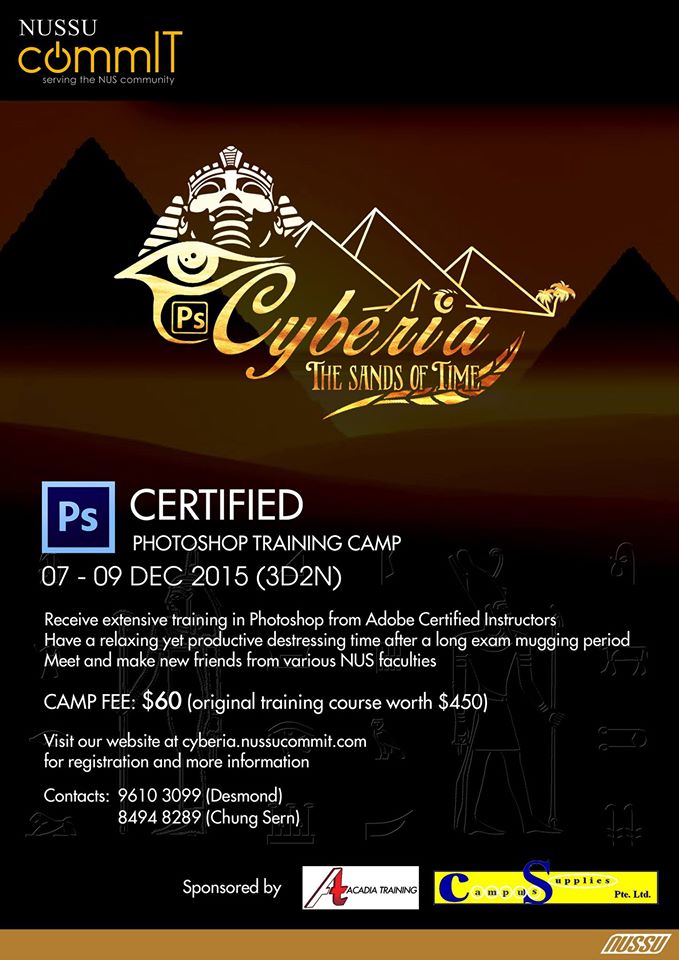 NUSSU
commIT
serving the NUS community
Ps
Cyberia
THE SANDS OF TIME
Ps
CERTIFIED
PHOTOSHOP TRAINING CAMP
07 - 09 DEC 2015 (3D2N)
Receive extensive training in Photoshop from Adobe Certified Instructors
Have a relaxing yet productive destressing time after a long exam mugging period
Meet and make new friends from various NUS faculties
CAMP FEE: $60 (original training course worth $450)
Visit our website at cyberia.nussucommit.com
for registration and more information
Contacts: 9610 3099 (Desmond)
8494 8289 (Chung Sern)
Sponsored by
At ACADIA TRAINING
Campus Supplies Pte. Ltd.
NUSSU